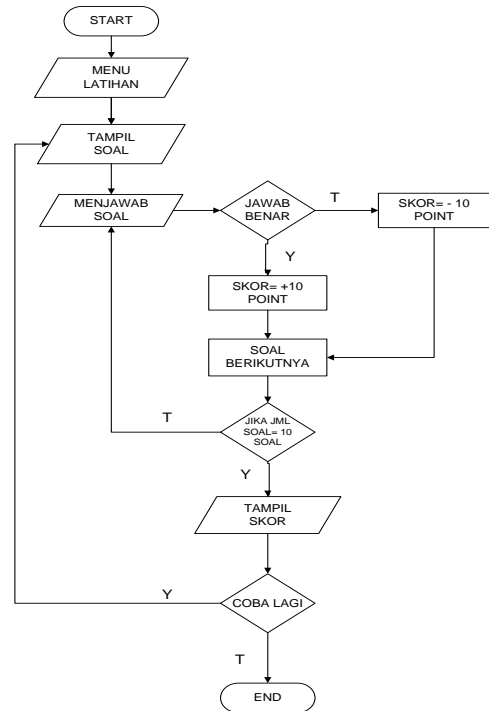 START
MENU
LATIHAN
TAMPIL
SOAL
MENJAWAB
SOAL
JAWAB
BENAR
T
SKOR= - 10
POINT
Y
SKOR= +10
POINT
SOAL
BERIKUTNYA
T
JIKA JML
SOAL= 10
SOAL
Y
TAMPIL
SKOR
Y
COBA LAGI
T
END